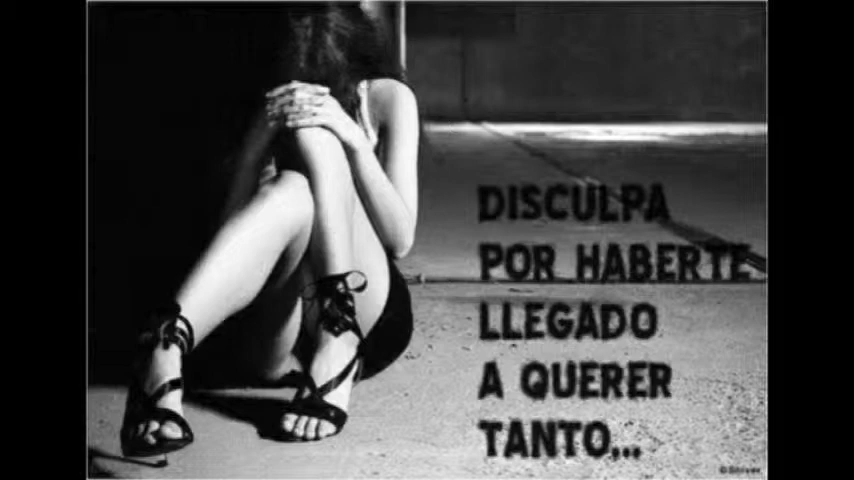 DISCULPA
POR HABERTE
LLEGADO
A QUERER
TANTO...